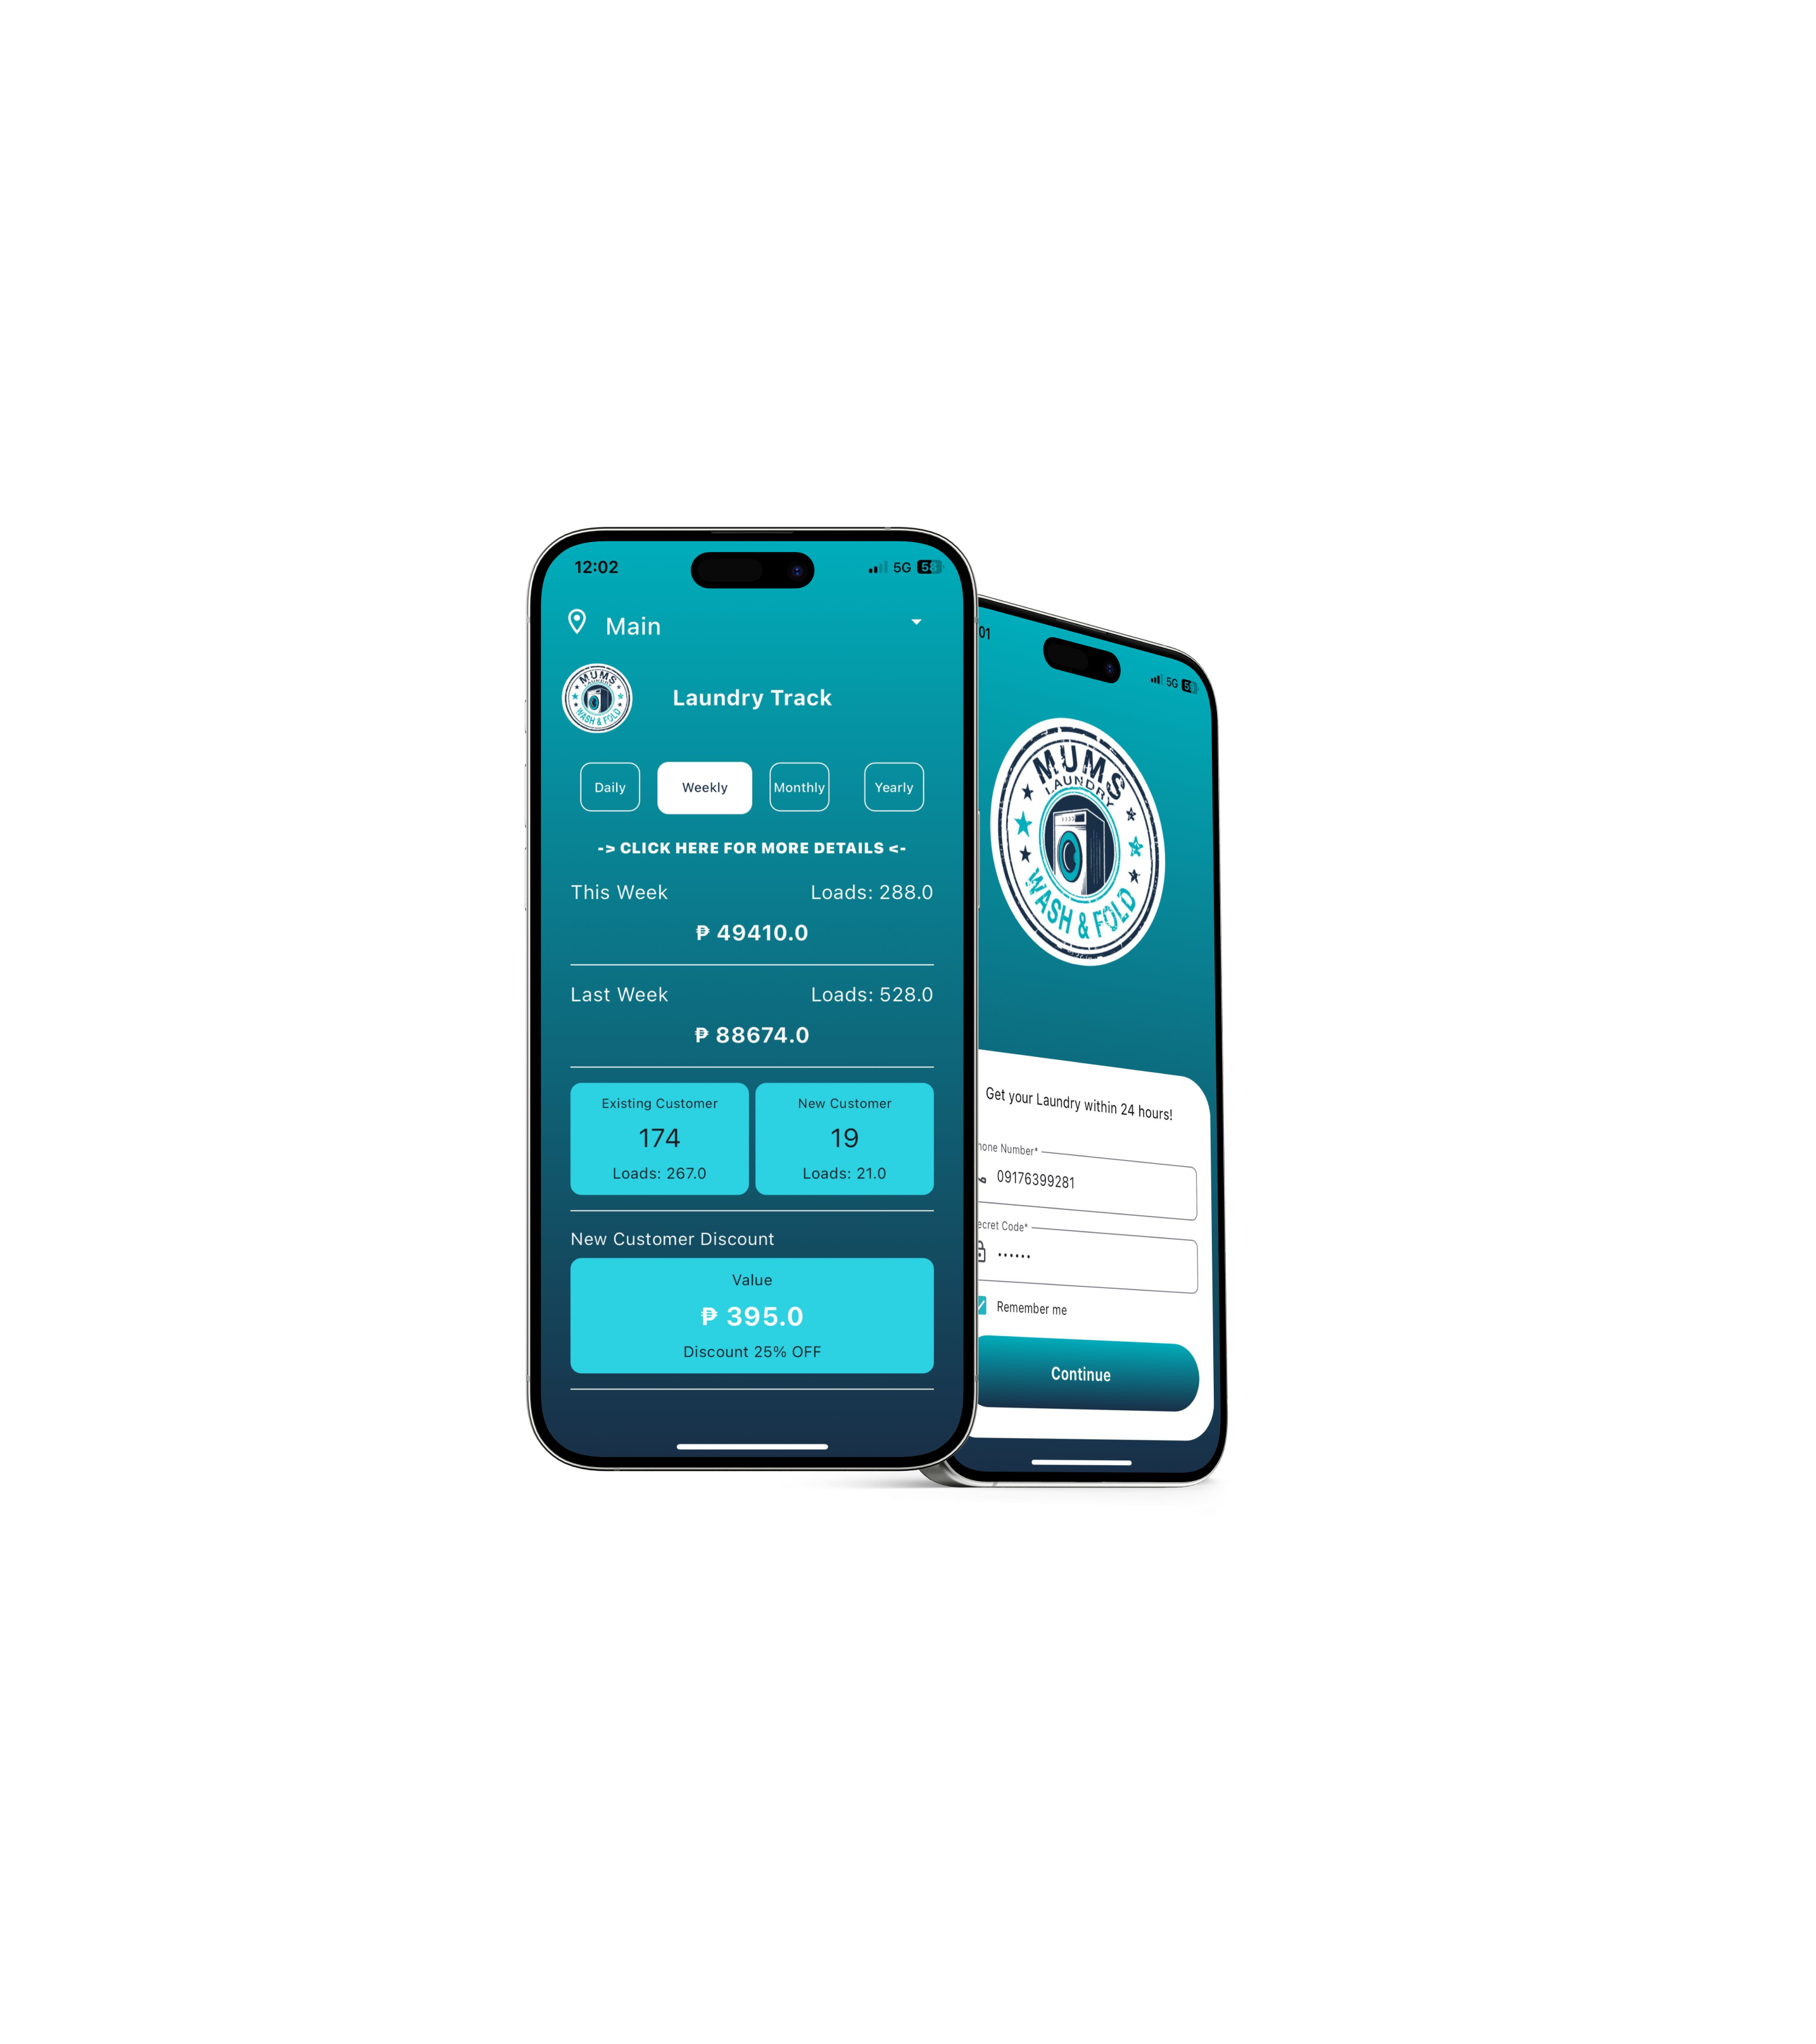 12:02
5G 58
Main
MUMS
LAUNDRY
WASH & FOLD
Laundry Track
Daily
Weekly
Monthly
Yearly
-> CLICK HERE FOR MORE DETAILS <-
This Week
Loads: 288.0
₱ 49410.0
Last Week
Loads: 528.0
₱ 88674.0
Existing Customer
174
Loads: 267.0
New Customer
19
Loads: 21.0
New Customer Discount
Value
₱ 395.0
Discount 25% OFF
01
5G
MUMS
LAUNDRY
WASH & FOLD
Get your Laundry within 24 hours!
hone Number*
09176399281
ecret Code*
••••••
Remember me
Continue